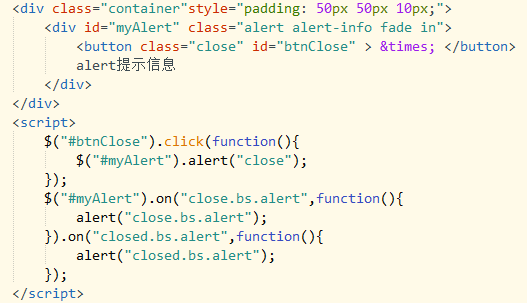 <div class="container"style="padding: 50px 50px 10px;">
    <div id="myAlert" class="alert alert-info fade in">
        <button class="close" id="btnClose" > &times; </button>
        alert提示信息
    </div>
</div>
<script>
    $("#btnClose").click(function(){
        $("#myAlert").alert("close");
    });
    $("#myAlert").on("close.bs.alert",function(){
        alert("close.bs.alert");
    }).on("closed.bs.alert",function(){
        alert("closed.bs.alert");
    });
</script>